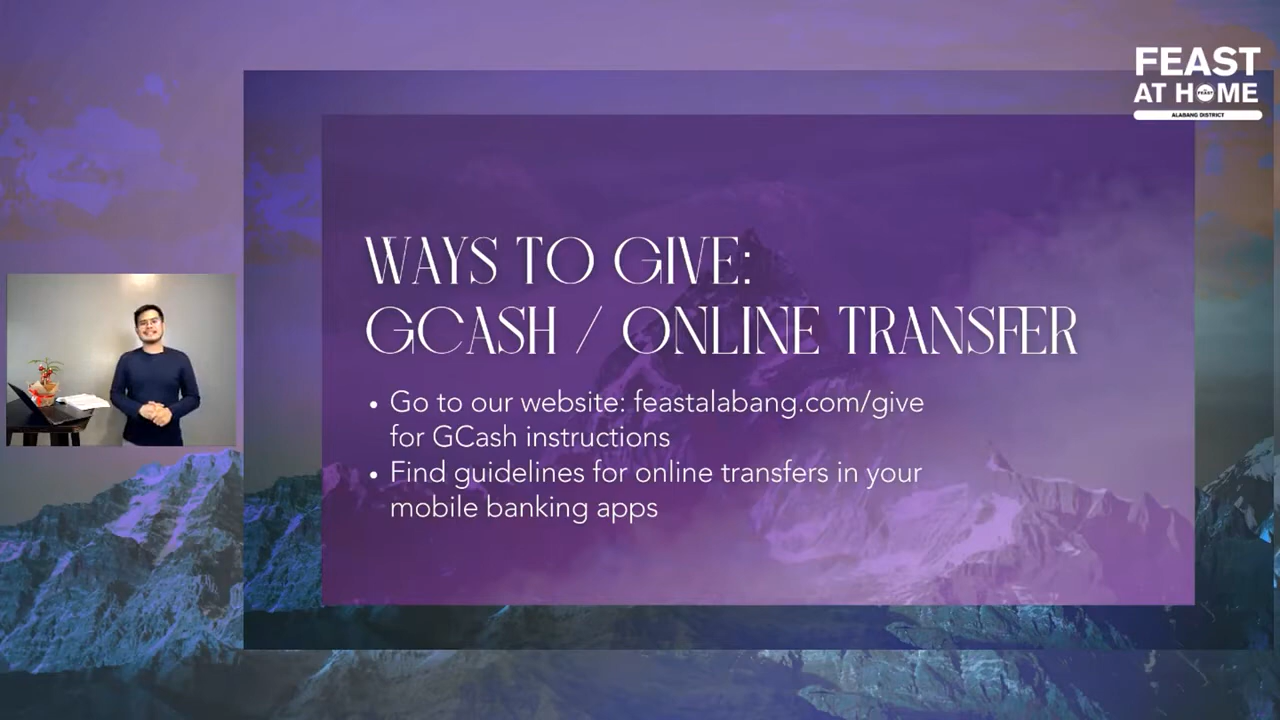 FEAST
AT HOME
ALABANG DISTRICT
WAYS TO GIVE:
GCASH / ONLINE TRANSFER
• Go to our website: feastalabang.com/give
for GCash instructions
• Find guidelines for online transfers in your
mobile banking apps